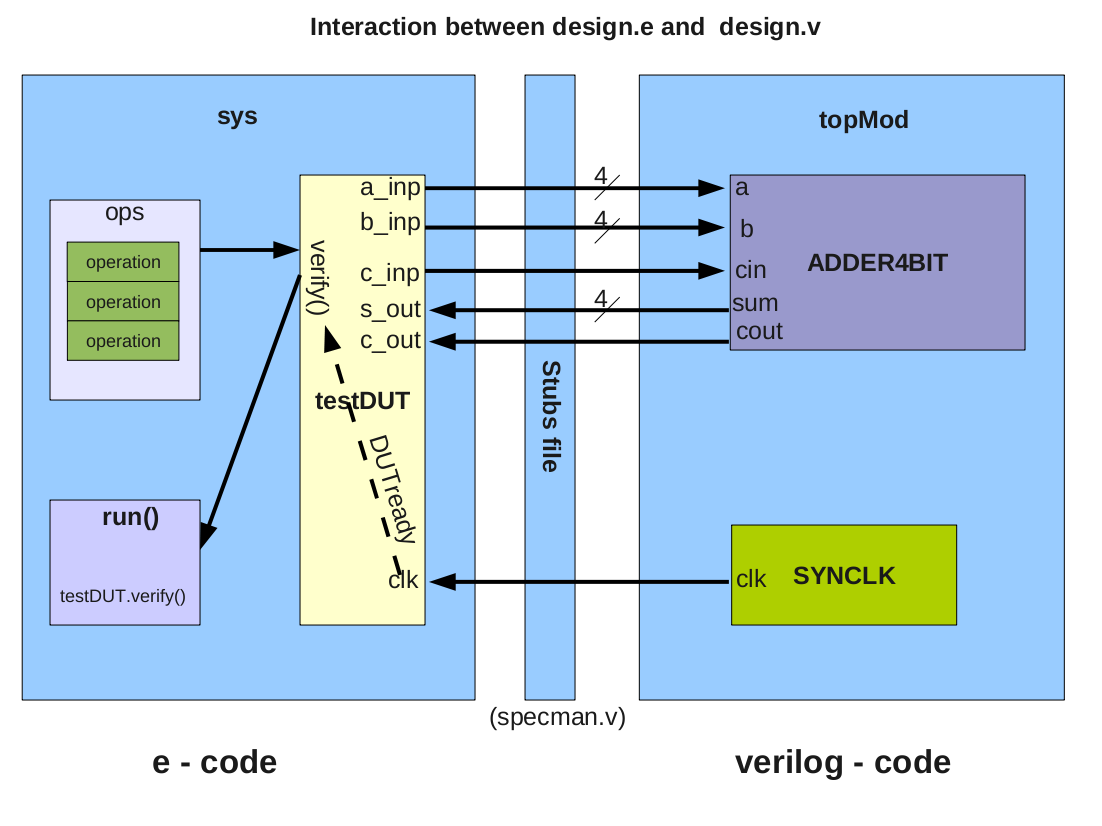 Interaction between design.e and  design.v
sys
ops
operation
operation
operation
run()
testDUT.verify()
verify()
a_inp
b_inp
c_inp
s_out
c_out
testDUT
DUTready
clk
4
4
4
Stubs file
(specman.v)
topMod
a
b
cin
sum
cout
ADDER4BIT
clk
SYNCLK
e - code
verilog - code